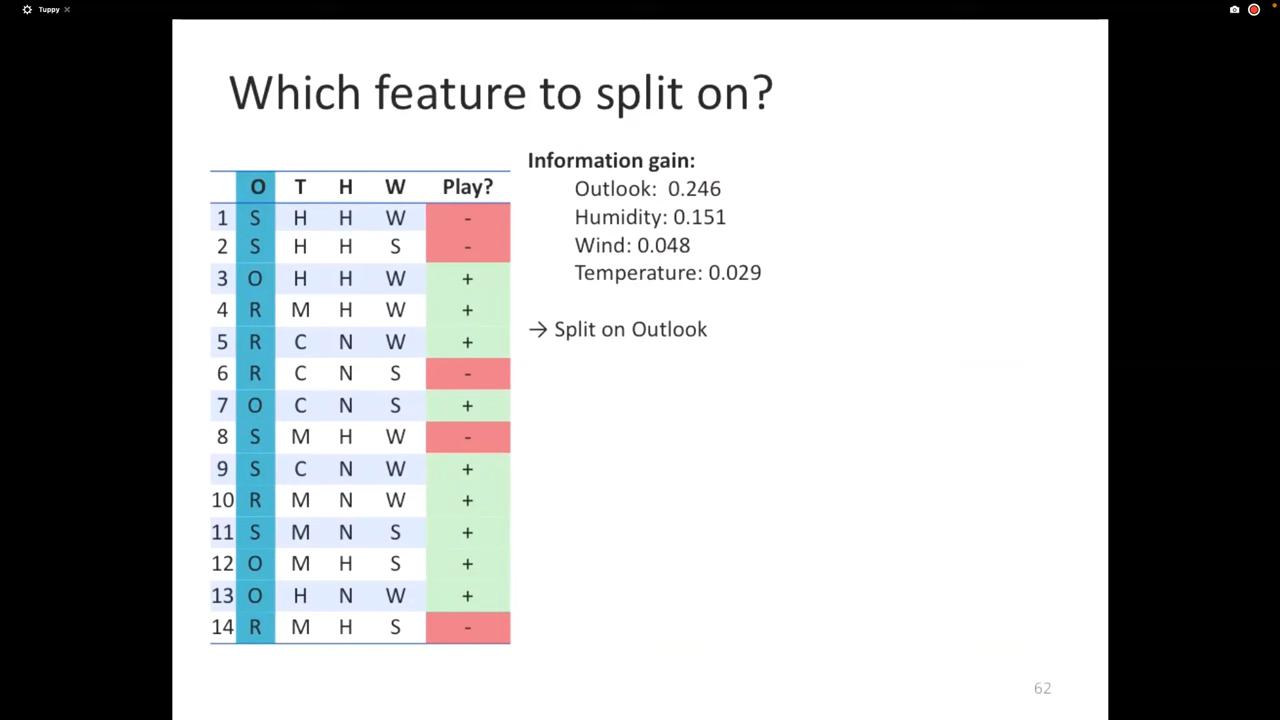 Tuppy
Which feature to split on?
Information gain:
Outlook: 0.246
Humidity: 0.151
Wind: 0.048
Temperature: 0.029
→ Split on Outlook
O T H W Play?
1 S H H W -
2 S H H S -
3 O H H W +
4 R M H W +
5 R C N W +
6 R C N S -
7 O C N S +
8 S M H W -
9 S C N W +
10 R M N W +
11 S M N S +
12 O M H S +
13 O H N W +
14 R M H S -
62